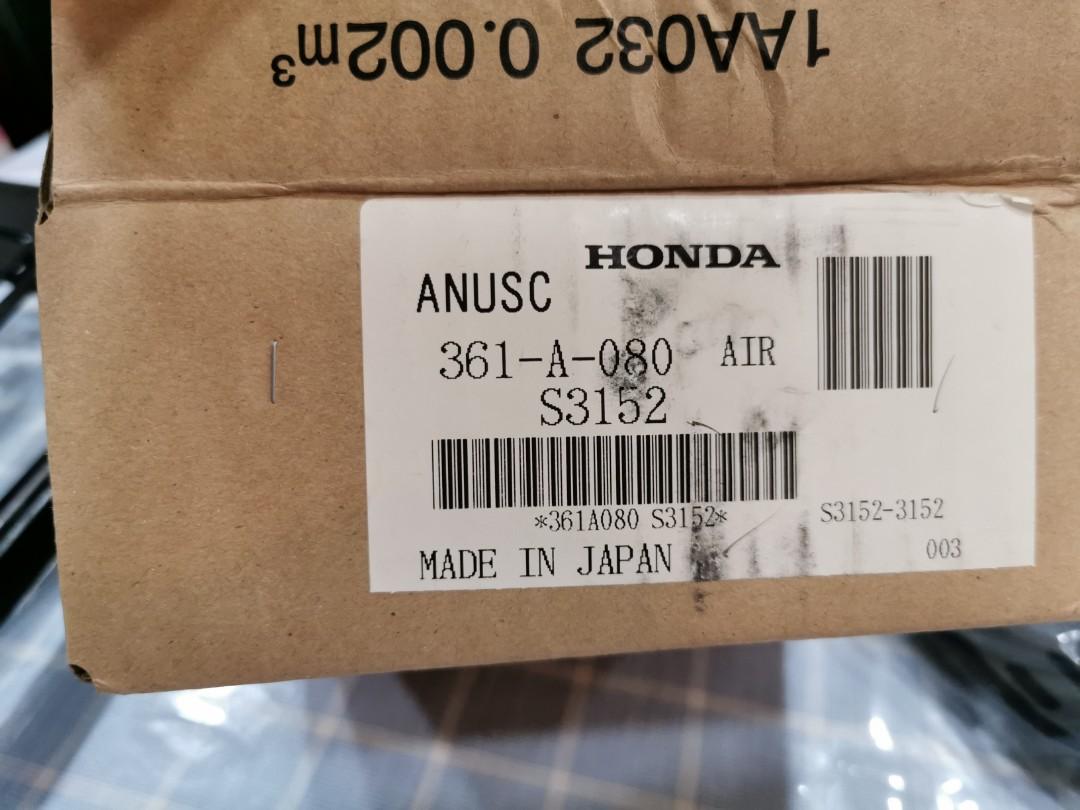 1AA032 0.002m³
HONDA
ANUSC
361-A-080 AIR
S3152
*361A080 S3152*
S3152-3152
MADE IN JAPAN
003